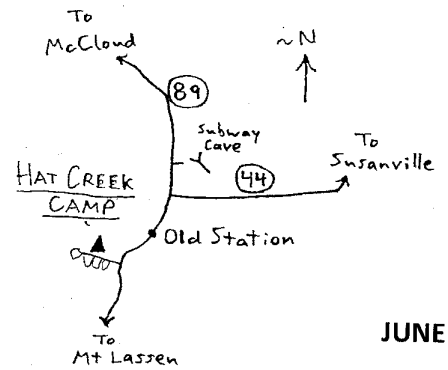 To
McCloud
~N
89
Subway
Cave
To
Susanville
44
HAT CREEK
CAMP
Old Station
To
Mt Lassen
JUNE